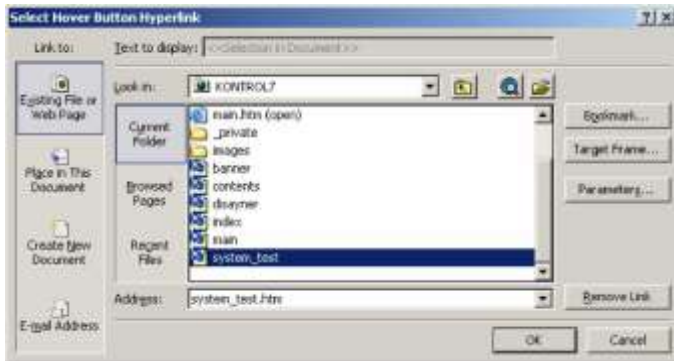 Select Hover Button Hyperlink
Link to:
Text to display: <<Selection in Document>>
Existing File or Web Page
Place in This Document
Create New Document
E-mail Address
Look in: KONTROL7
Current Folder
Browsed Pages
Recent Files
main.htm (open)
_private
images
banner
contents
disayner
index
main
system_test
Bookmark...
Target Frame...
Parameters...
Address: system_test.htm
Remove Link
OK
Cancel